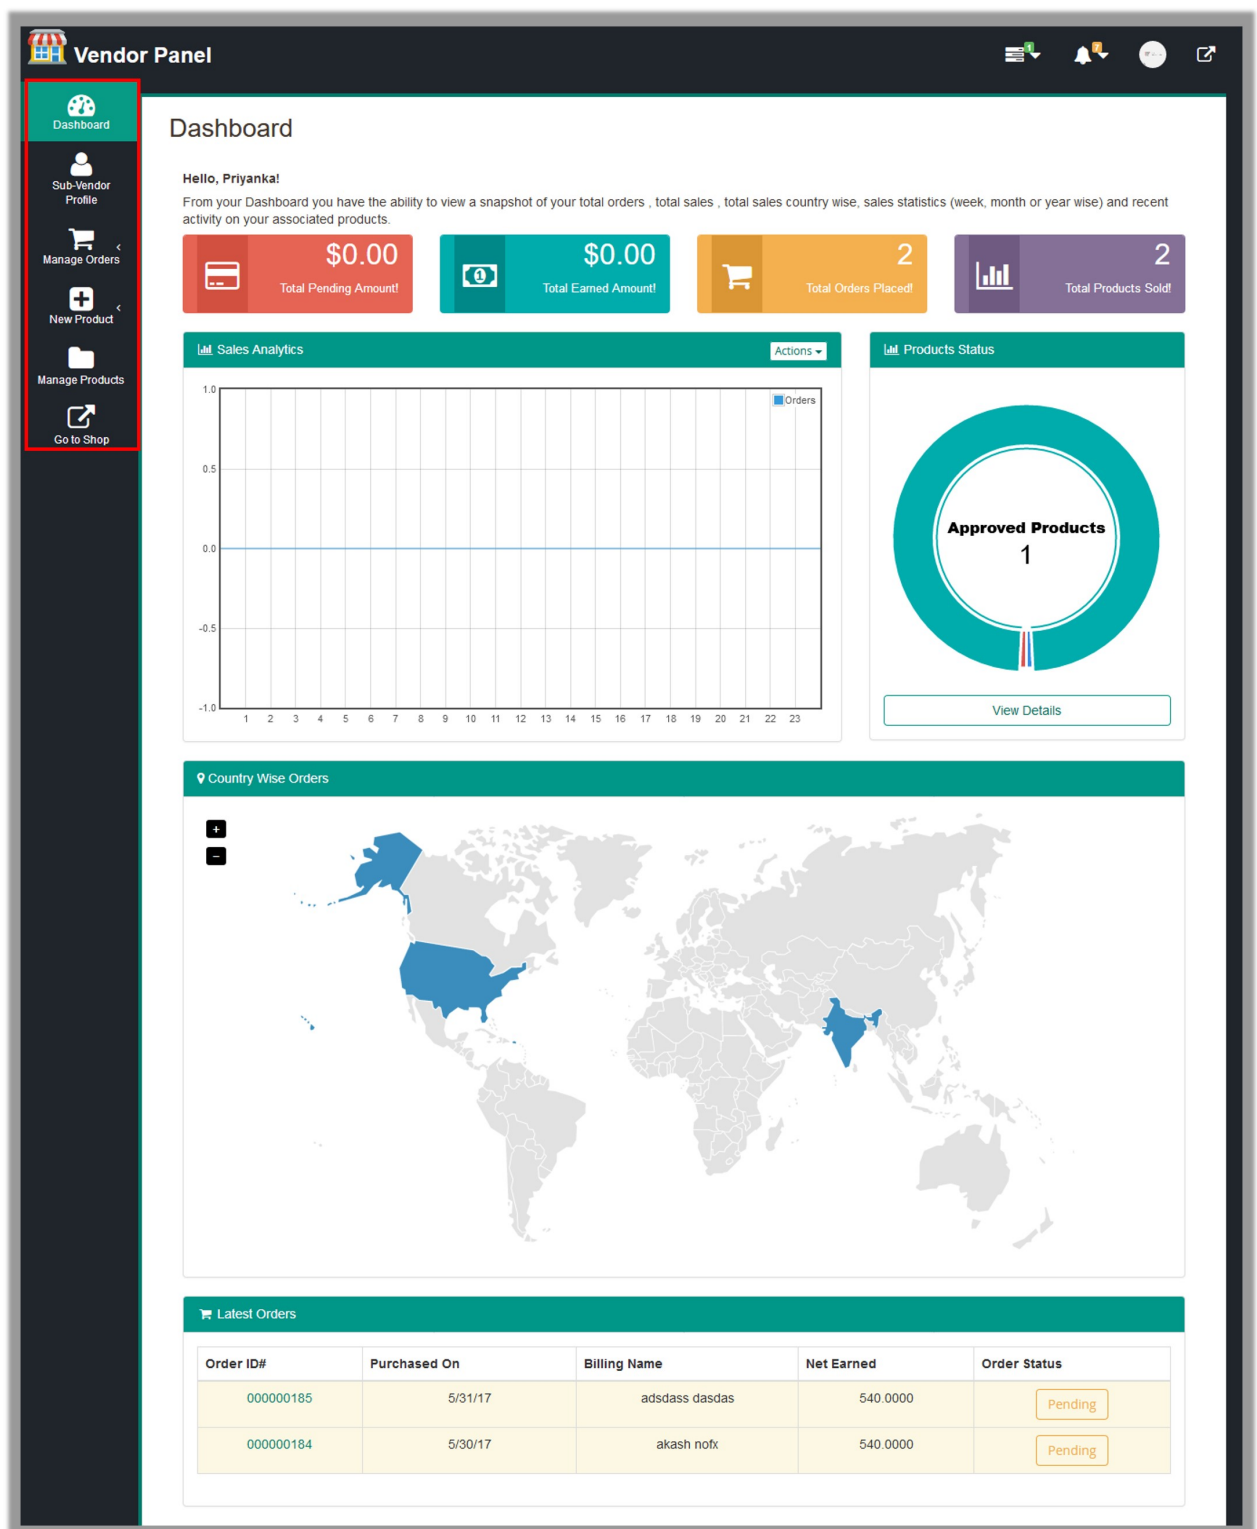 Vendor Panel
1
7
Dashboard
Sub-Vendor
Profile
Manage Orders
New Product
Manage Products
Go to Shop
Dashboard
Hello, Priyanka!
From your Dashboard you have the ability to view a snapshot of your total orders , total sales , total sales country wise, sales statistics (week, month or year wise) and recent
activity on your associated products.
$0.00
Total Pending Amount!
$0.00
Total Earned Amount!
2
Total Orders Placed!
2
Total Products Sold!
Sales Analytics
Actions
1.0
0.5
0.0
-0.5
-1.0
Orders
1 2 3 4 5 6 7 8 9 10 11 12 13 14 15 16 17 18 19 20 21 22 23
Products Status
Approved Products
1
View Details
Country Wise Orders
+
−
Latest Orders
Order ID# Purchased On Billing Name Net Earned Order Status
000000185 5/31/17 adsdass dasdas 540.0000 Pending
000000184 5/30/17 akash nofx 540.0000 Pending